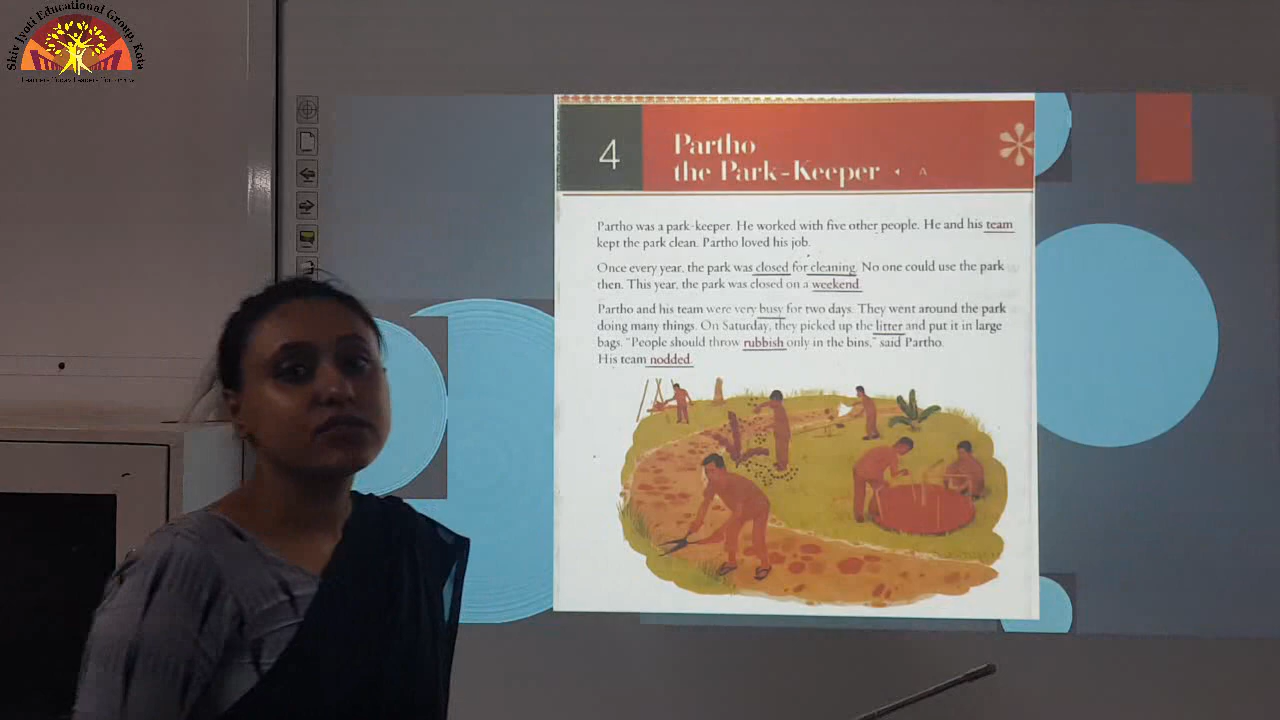 Shiv Jyoti Educational Group, Kota
Learners Today Leaders Tomorrow
4
Partho
the Park-Keeper
Partho was a park-keeper. He worked with five other people. He and his team
kept the park clean. Partho loved his job.
Once every year, the park was closed for cleaning. No one could use the park
then. This year, the park was closed on a weekend.
Partho and his team were very busy for two days. They went around the park
doing many things. On Saturday, they picked up the litter and put it in large
bags. “People should throw rubbish only in the bins,” said Partho.
His team nodded.